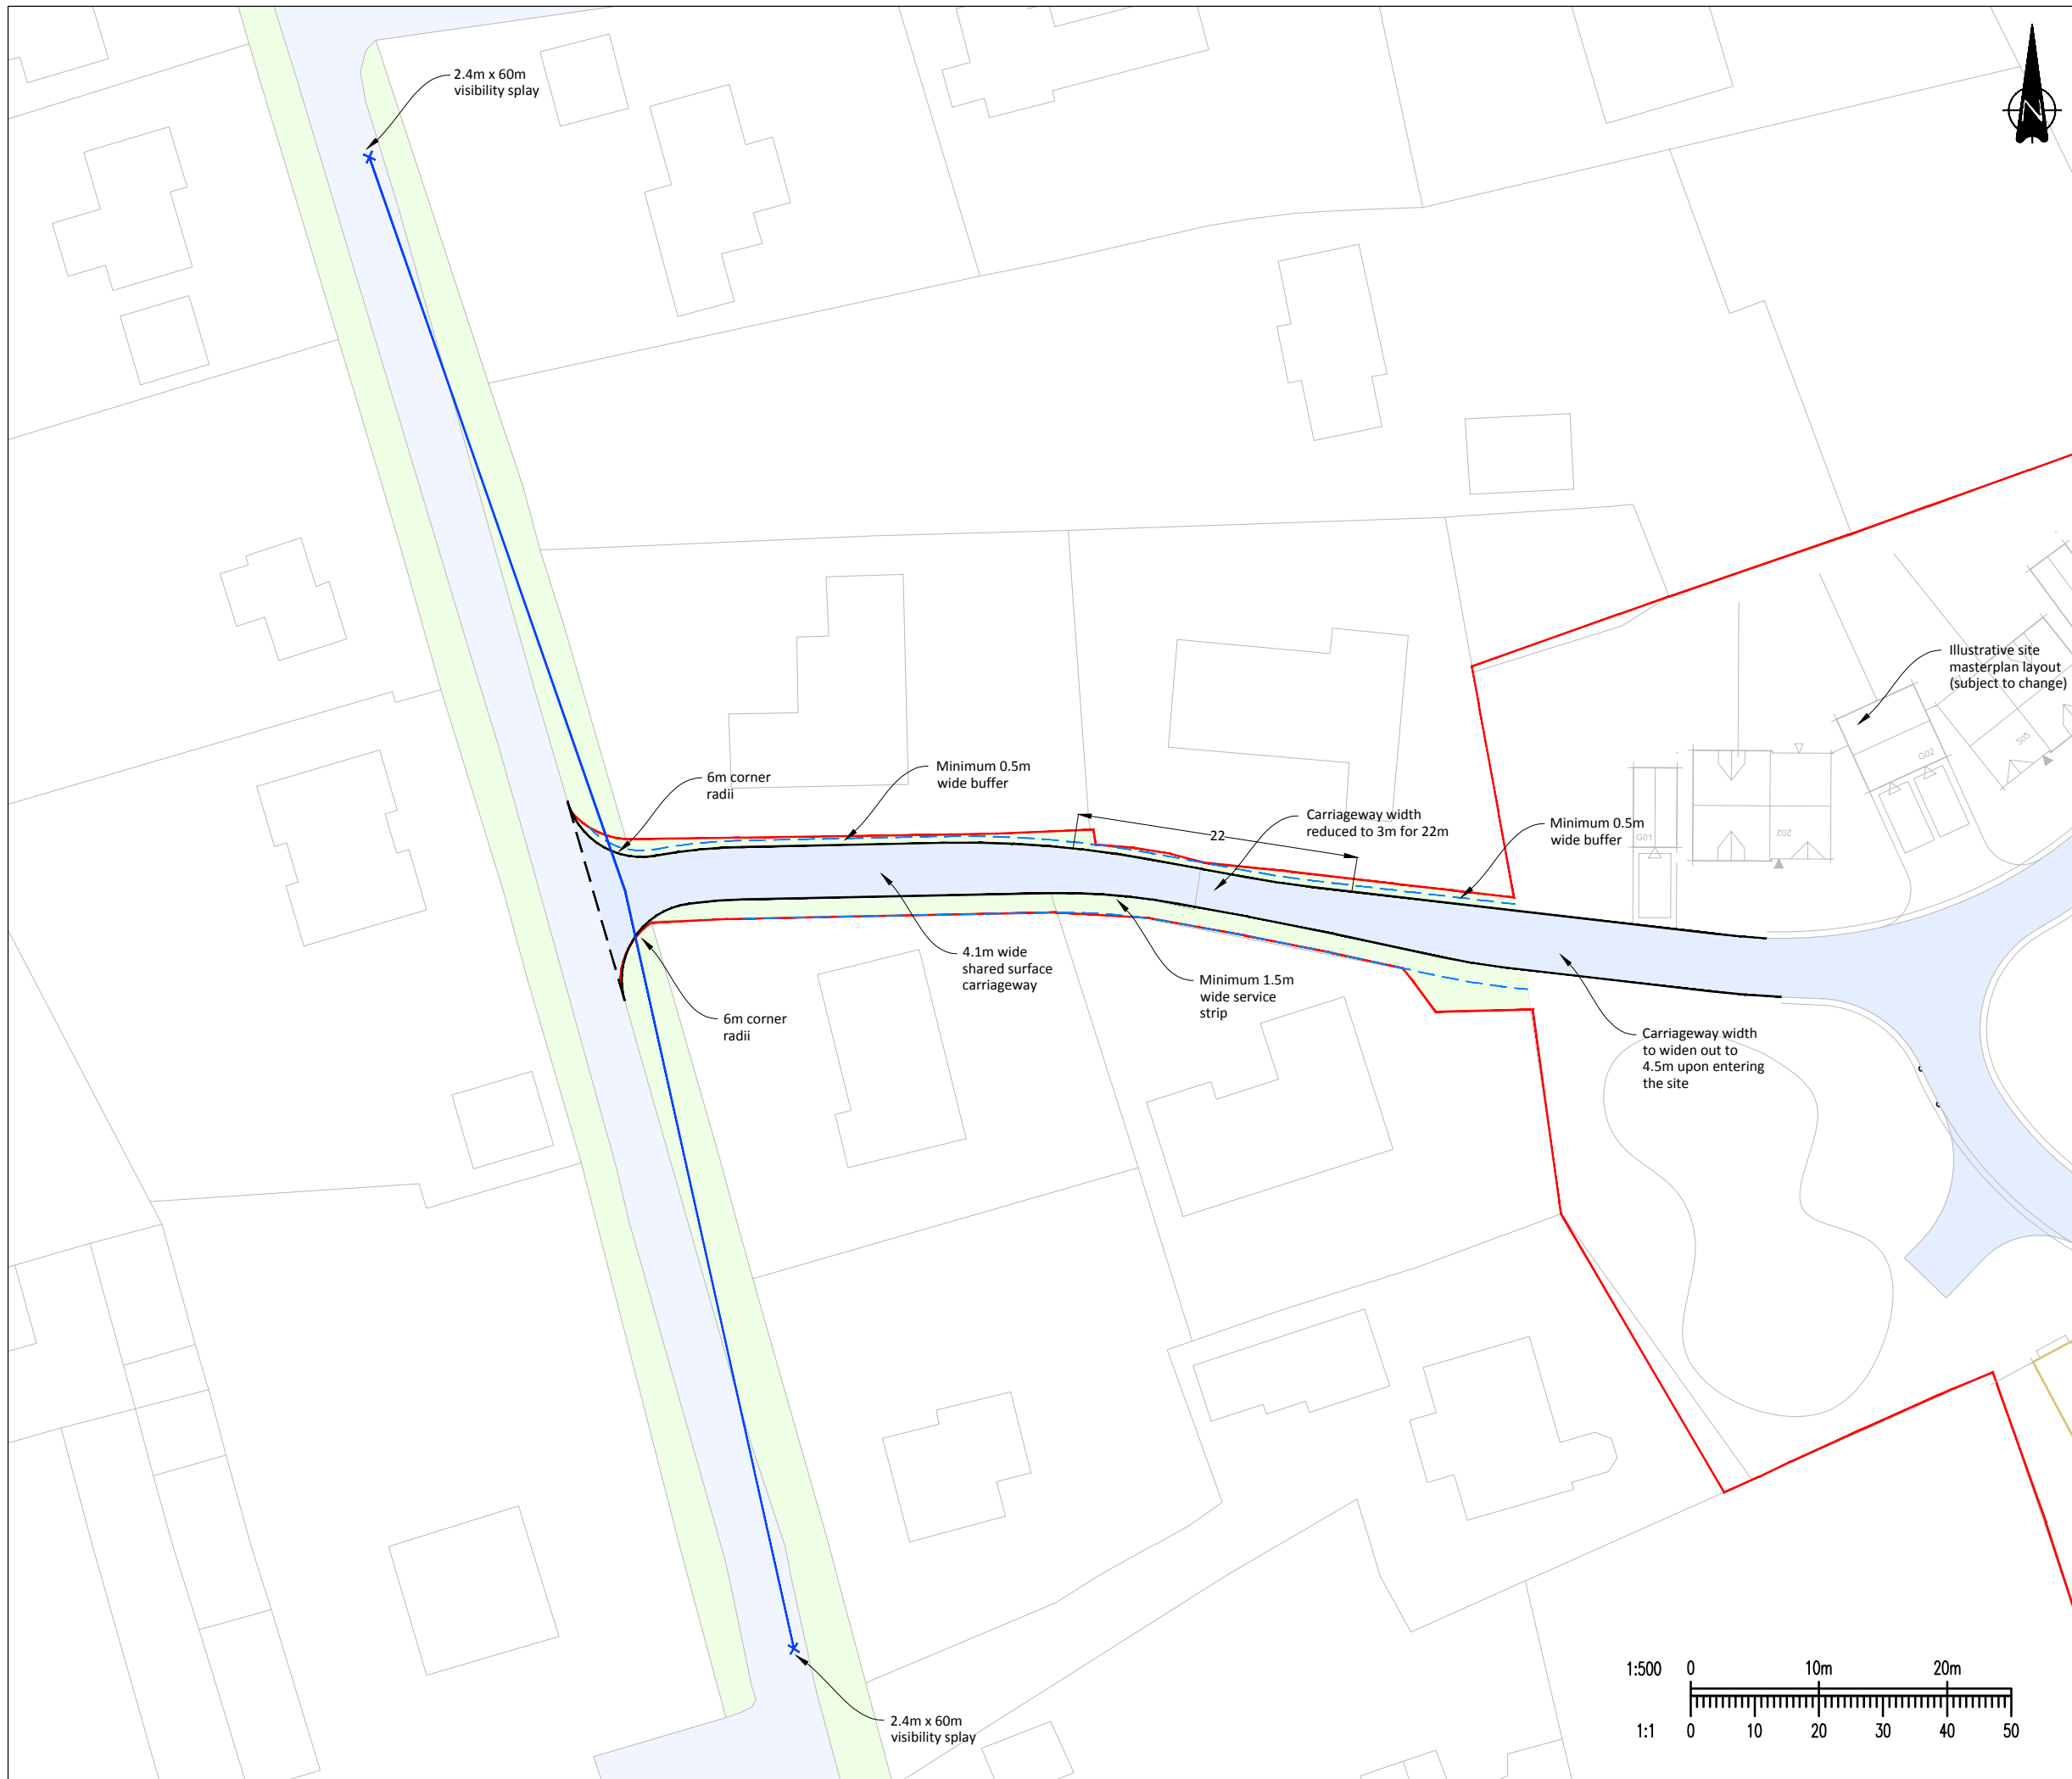 2.4m x 60m
visibility splay
N
Illustrative site
masterplan layout
(subject to change)
6m corner
radii
Minimum 0.5m
wide buffer
22
Carriageway width
reduced to 3m for 22m
Minimum 0.5m
wide buffer
G01
202
G02
202
4.1m wide
shared surface
carriageway
Minimum 1.5m
wide service
strip
6m corner
radii
Carriageway width
to widen out to
4.5m upon entering
the site
2.4m x 60m
visibility splay
1:500 0 10m 20m
1:1 0 10 20 30 40 50